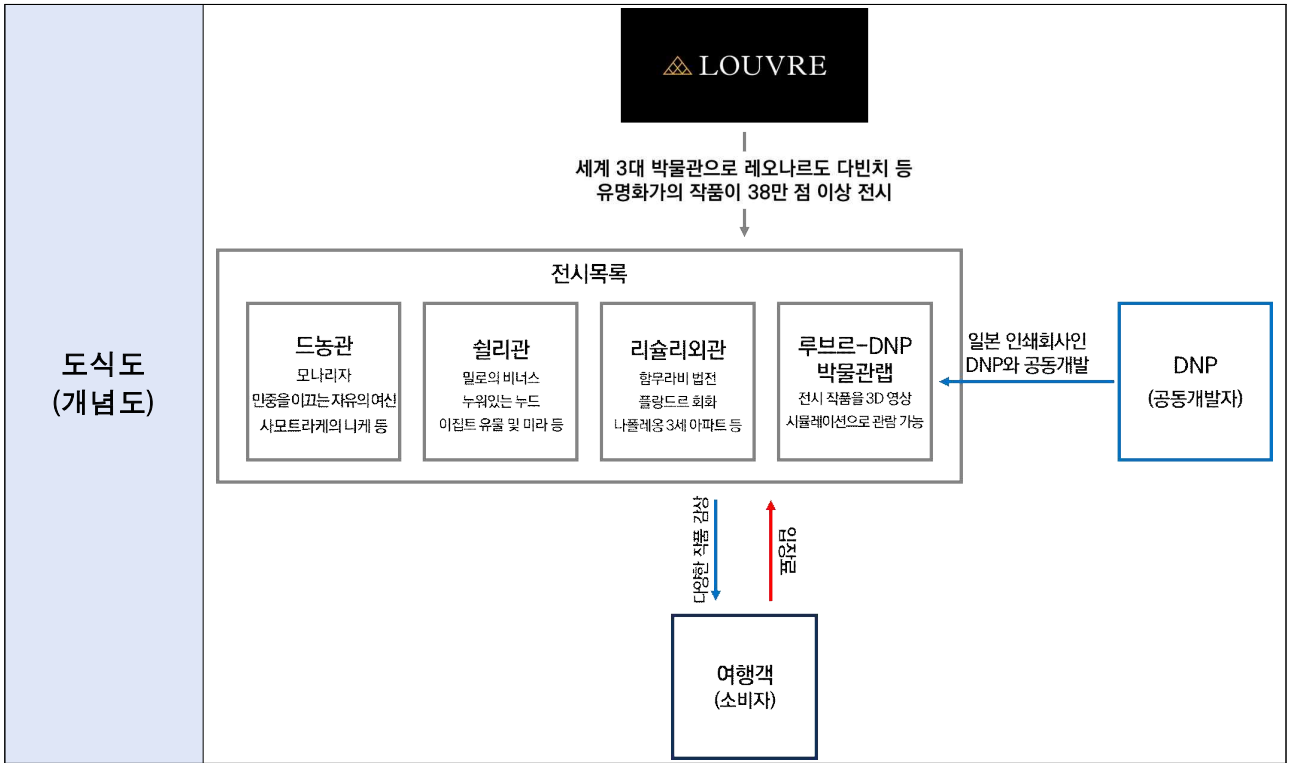 도식도
(개념도)
LOUVRE
세계 3대 박물관으로 레오나르도 다빈치 등
유명화가의 작품이 38만 점 이상 전시
전시목록
드농관
모나리자
민중을 이끄는 자유의 여신
사모트라케의 니케 등
쉴리관
밀로의 비너스
누워있는 누드
이집트 유물 및 미라 등
리슐리외관
함무라비 법전
플랑드르 회화
나폴레옹 3세 아파트 등
루브르-DNP
박물관랩
전시 작품을 3D 영상
시뮬레이션으로 관람 가능
일본 인쇄회사인
DNP와 공동개발
DNP
(공동개발자)
다양한 작품 감상
입장료
여행객
(소비자)